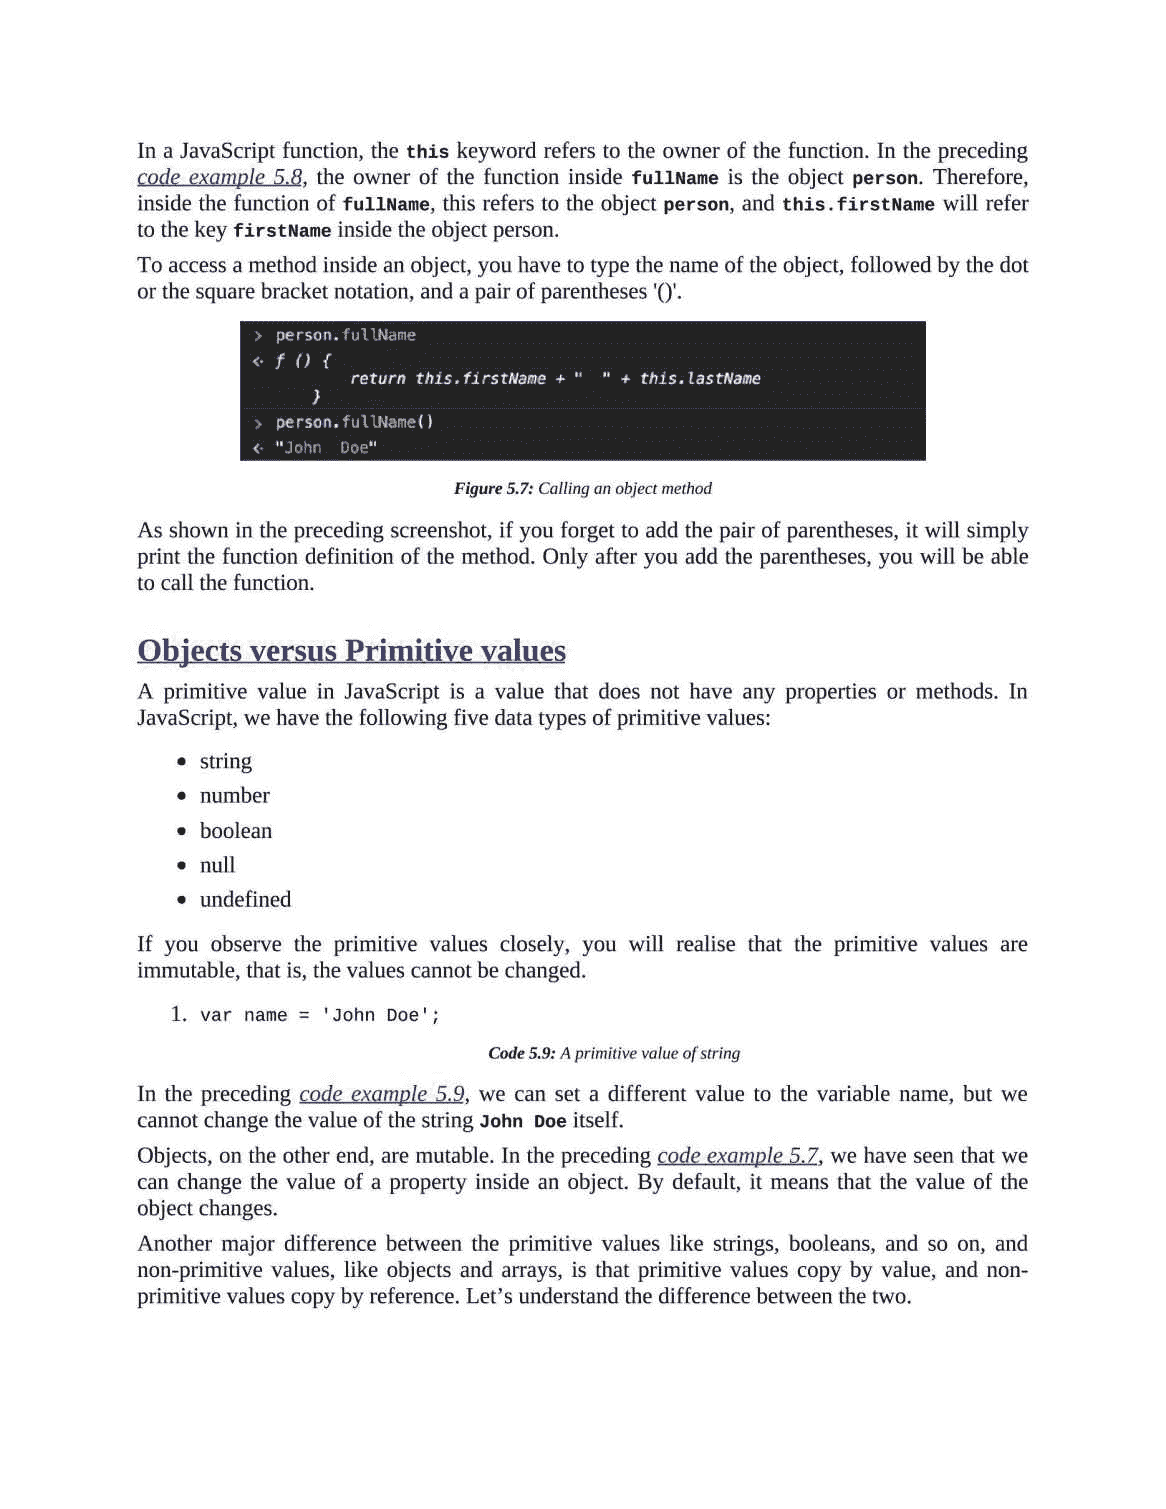 In a JavaScript function, the this keyword refers to the owner of the function. In the preceding
code example 5.8, the owner of the function inside fullName is the object person. Therefore,
inside the function of fullName, this refers to the object person, and this.firstName will refer
to the key firstName inside the object person.
To access a method inside an object, you have to type the name of the object, followed by the dot
or the square bracket notation, and a pair of parentheses '()'.
> person.fullName
<· f () {
return this.firstName + "  " + this.lastName
}
> person.fullName()
<· "John  Doe"
Figure 5.7: Calling an object method
As shown in the preceding screenshot, if you forget to add the pair of parentheses, it will simply
print the function definition of the method. Only after you add the parentheses, you will be able
to call the function.
Objects versus Primitive values
A primitive value in JavaScript is a value that does not have any properties or methods. In
JavaScript, we have the following five data types of primitive values:
• string
• number
• boolean
• null
• undefined
If you observe the primitive values closely, you will realise that the primitive values are
immutable, that is, the values cannot be changed.
1. var name = 'John Doe';
Code 5.9: A primitive value of string
In the preceding code example 5.9, we can set a different value to the variable name, but we
cannot change the value of the string John Doe itself.
Objects, on the other end, are mutable. In the preceding code example 5.7, we have seen that we
can change the value of a property inside an object. By default, it means that the value of the
object changes.
Another major difference between the primitive values like strings, booleans, and so on, and
non-primitive values, like objects and arrays, is that primitive values copy by value, and non-
primitive values copy by reference. Let’s understand the difference between the two.